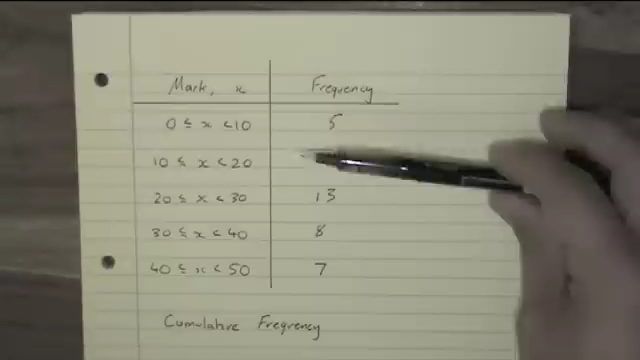 Mark, x Frequency
0 ≤ x < 10 5
10 ≤ x < 20
20 ≤ x < 30 13
30 ≤ x < 40 8
40 ≤ x < 50 7
Cumulative Frequency